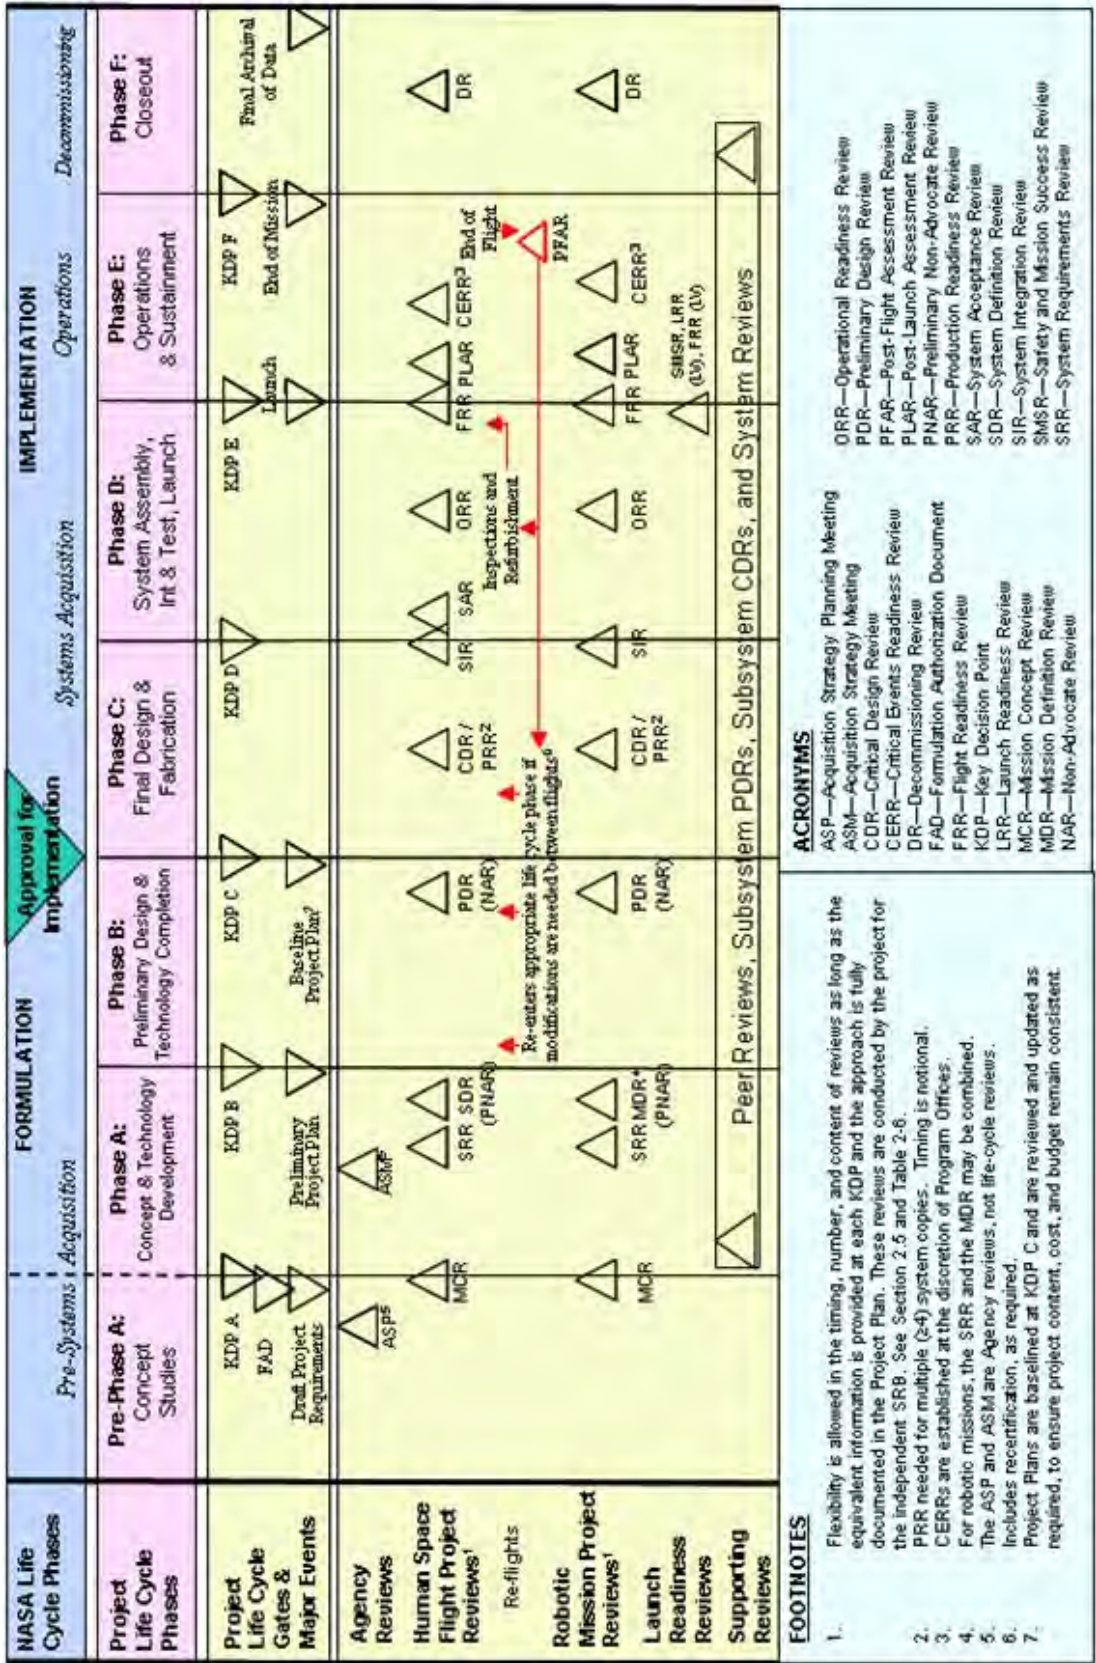 NASA Life
Cycle Phases
FORMULATION
Approval for
Implementation
IMPLEMENTATION
Pre-Systems Acquisition
Systems Acquisition
Operations
Decommissioning
Project
Life Cycle
Phases
Pre-Phase A:
Concept
Studies
Phase A:
Concept & Technology
Development
Phase B:
Preliminary Design &
Technology Completion
Phase C:
Final Design &
Fabrication
Phase D:
System Assembly,
Int & Test, Launch
Phase E:
Operations
& Sustainment
Phase F:
Closeout
Project
Life Cycle
Gates &
Major Events
KDP A
FAD
Draft Project
Requirements
KDP B
Preliminary
Project Plan
KDP C
Baseline
Project Plan7
KDP D
KDP E
Launch
KDP F
End of Mission
Final Archival
of Data
Agency
Reviews
ASP5
ASM5
Human Space
Flight Project
Reviews1
MCR
SRR SDR
(PNAR)
PDR
(NAR)
CDR /
PRR2
SIR
SAR
ORR
FRR PLAR
CERR3
End of
Flight
DR
Re-flights
Re-enters appropriate life cycle phase if
modifications are needed between flights6
Inspections and
Refurbishment
PFAR
Robotic
Mission Project
Reviews1
MCR
SRR MDR4
(PNAR)
PDR
(NAR)
CDR /
PRR2
SIR
ORR
FRR PLAR
CERR3
DR
Launch
Readiness
Reviews
SMSR, LRR
(LV), FRR (LV)
Supporting
Reviews
Peer Reviews, Subsystem PDRs, Subsystem CDRs, and System Reviews
FOOTNOTES
1. Flexibility is allowed in the timing, number, and content of reviews as long as the
equivalent information is provided at each KDP and the approach is fully
documented in the Project Plan. These reviews are conducted by the project for
the independent SRB. See Section 2.5 and Table 2-6.
2. PRR needed for multiple (≥4) system copies. Timing is notional.
3. CERRs are established at the discretion of Program Offices.
4. For robotic missions, the SRR and the MDR may be combined.
5. The ASP and ASM are Agency reviews, not life-cycle reviews.
6. Includes recertification, as required.
7. Project Plans are baselined at KDP C and are reviewed and updated as
required, to ensure project content, cost, and budget remain consistent.
ACRONYMS
ASP—Acquisition Strategy Planning Meeting
ASM—Acquisition Strategy Meeting
CDR—Critical Design Review
CERR—Critical Events Readiness Review
DR—Decommissioning Review
FAD—Formulation Authorization Document
FRR—Flight Readiness Review
KDP—Key Decision Point
LRR—Launch Readiness Review
MCR—Mission Concept Review
MDR—Mission Definition Review
NAR—Non-Advocate Review
ORR—Operational Readiness Review
PDR—Preliminary Design Review
PFAR—Post-Flight Assessment Review
PLAR—Post-Launch Assessment Review
PNAR—Preliminary Non-Advocate Review
PRR—Production Readiness Review
SAR—System Acceptance Review
SDR—System Definition Review
SIR—System Integration Review
SMSR—Safety and Mission Success Review
SRR—System Requirements Review